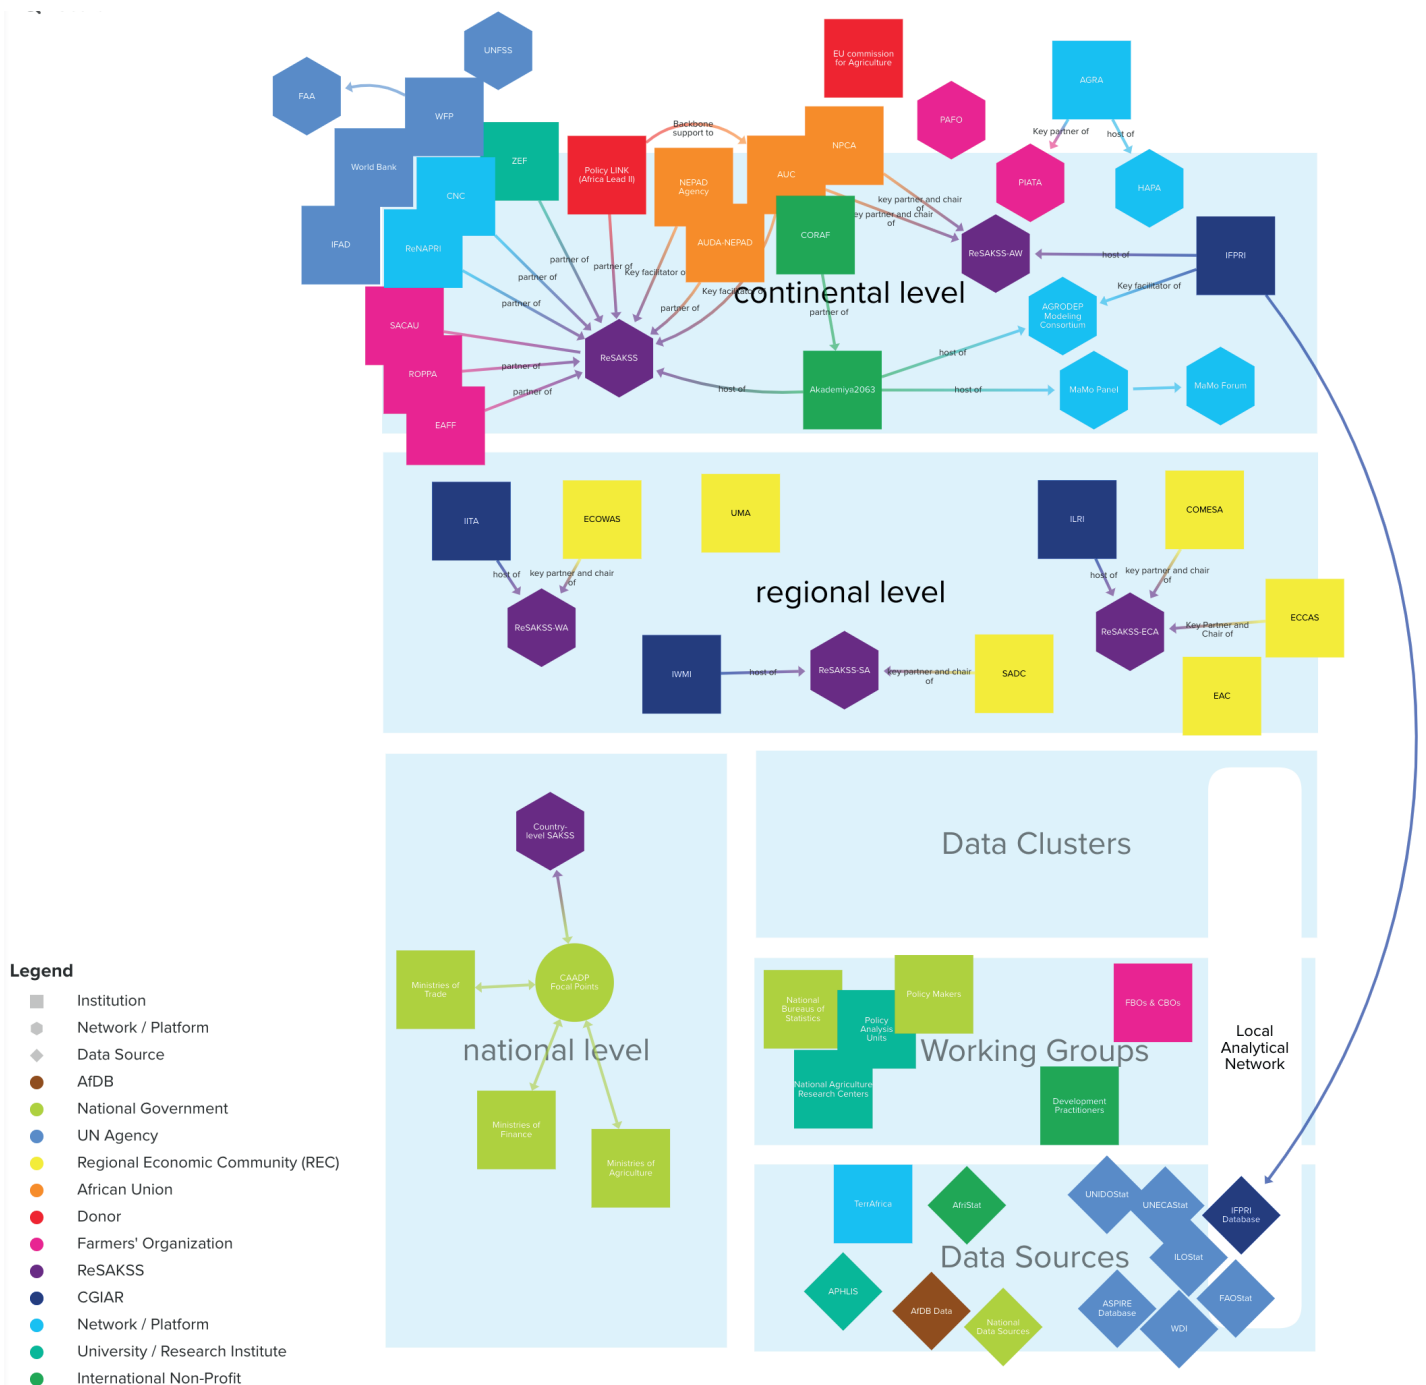 UNFSS
EU commission
for Agriculture
FAA
AGRA
WFP
PAFO
Backbone
support to
Key partner of
host of
NPCA
ZEF
World Bank
Policy LINK
(Africa Lead II)
AUC
NEPAD
Agency
PIATA
HAPA
CNC
key partner and chair
of
ey partner and chair
of
IFAD
ReNAPRI
AUDA-NEPAD
CORAF
ReSAKSS-AW
host of
IFPRI
partner of
partner of
Key facilitator o
partner of
Key facilitator of
Key facilitator of
continental level
partner of
partner of
partner of
AGRODEP
Modeling
Consortium
SACAU
ReSAKSS
host of
ROPPA
partner of
partner of
host of
Akademiya2063
host of
MaMo Panel
MaMo Forum
EAFF
IITA
ECOWAS
UMA
ILRI
COMESA
host of
key partner and chair
of
host of
key partner and chair
of
regional level
ReSAKSS-WA
ReSAKSS-ECA
Key Partner and
Chair of
ECCAS
IWMI
host of
ReSAKSS-SA
key partner and chair
of
SADC
EAC
Country-
level SAKSS
Data Clusters
Ministries of
Trade
CAADP
Focal Points
national level
Ministries of
Finance
Ministries of
Agriculture
National
Bureaus of
Statistics
Policy Makers
Policy
Analysis
Units
FBOs & CBOs
Working Groups
Local
Analytical
Network
National Agriculture
Research Centers
Development
Practitioners
TerrAfrica
AfriStat
UNIDOStat
UNECAStat
IFPRI
Database
Data Sources
ILOStat
APHLIS
AfDB Data
National
Data Sources
ASPIRE
Database
WDI
FAOStat
Legend
Institution
Network / Platform
Data Source
AfDB
National Government
UN Agency
Regional Economic Community (REC)
African Union
Donor
Farmers' Organization
ReSAKSS
CGIAR
Network / Platform
University / Research Institute
International Non-Profit